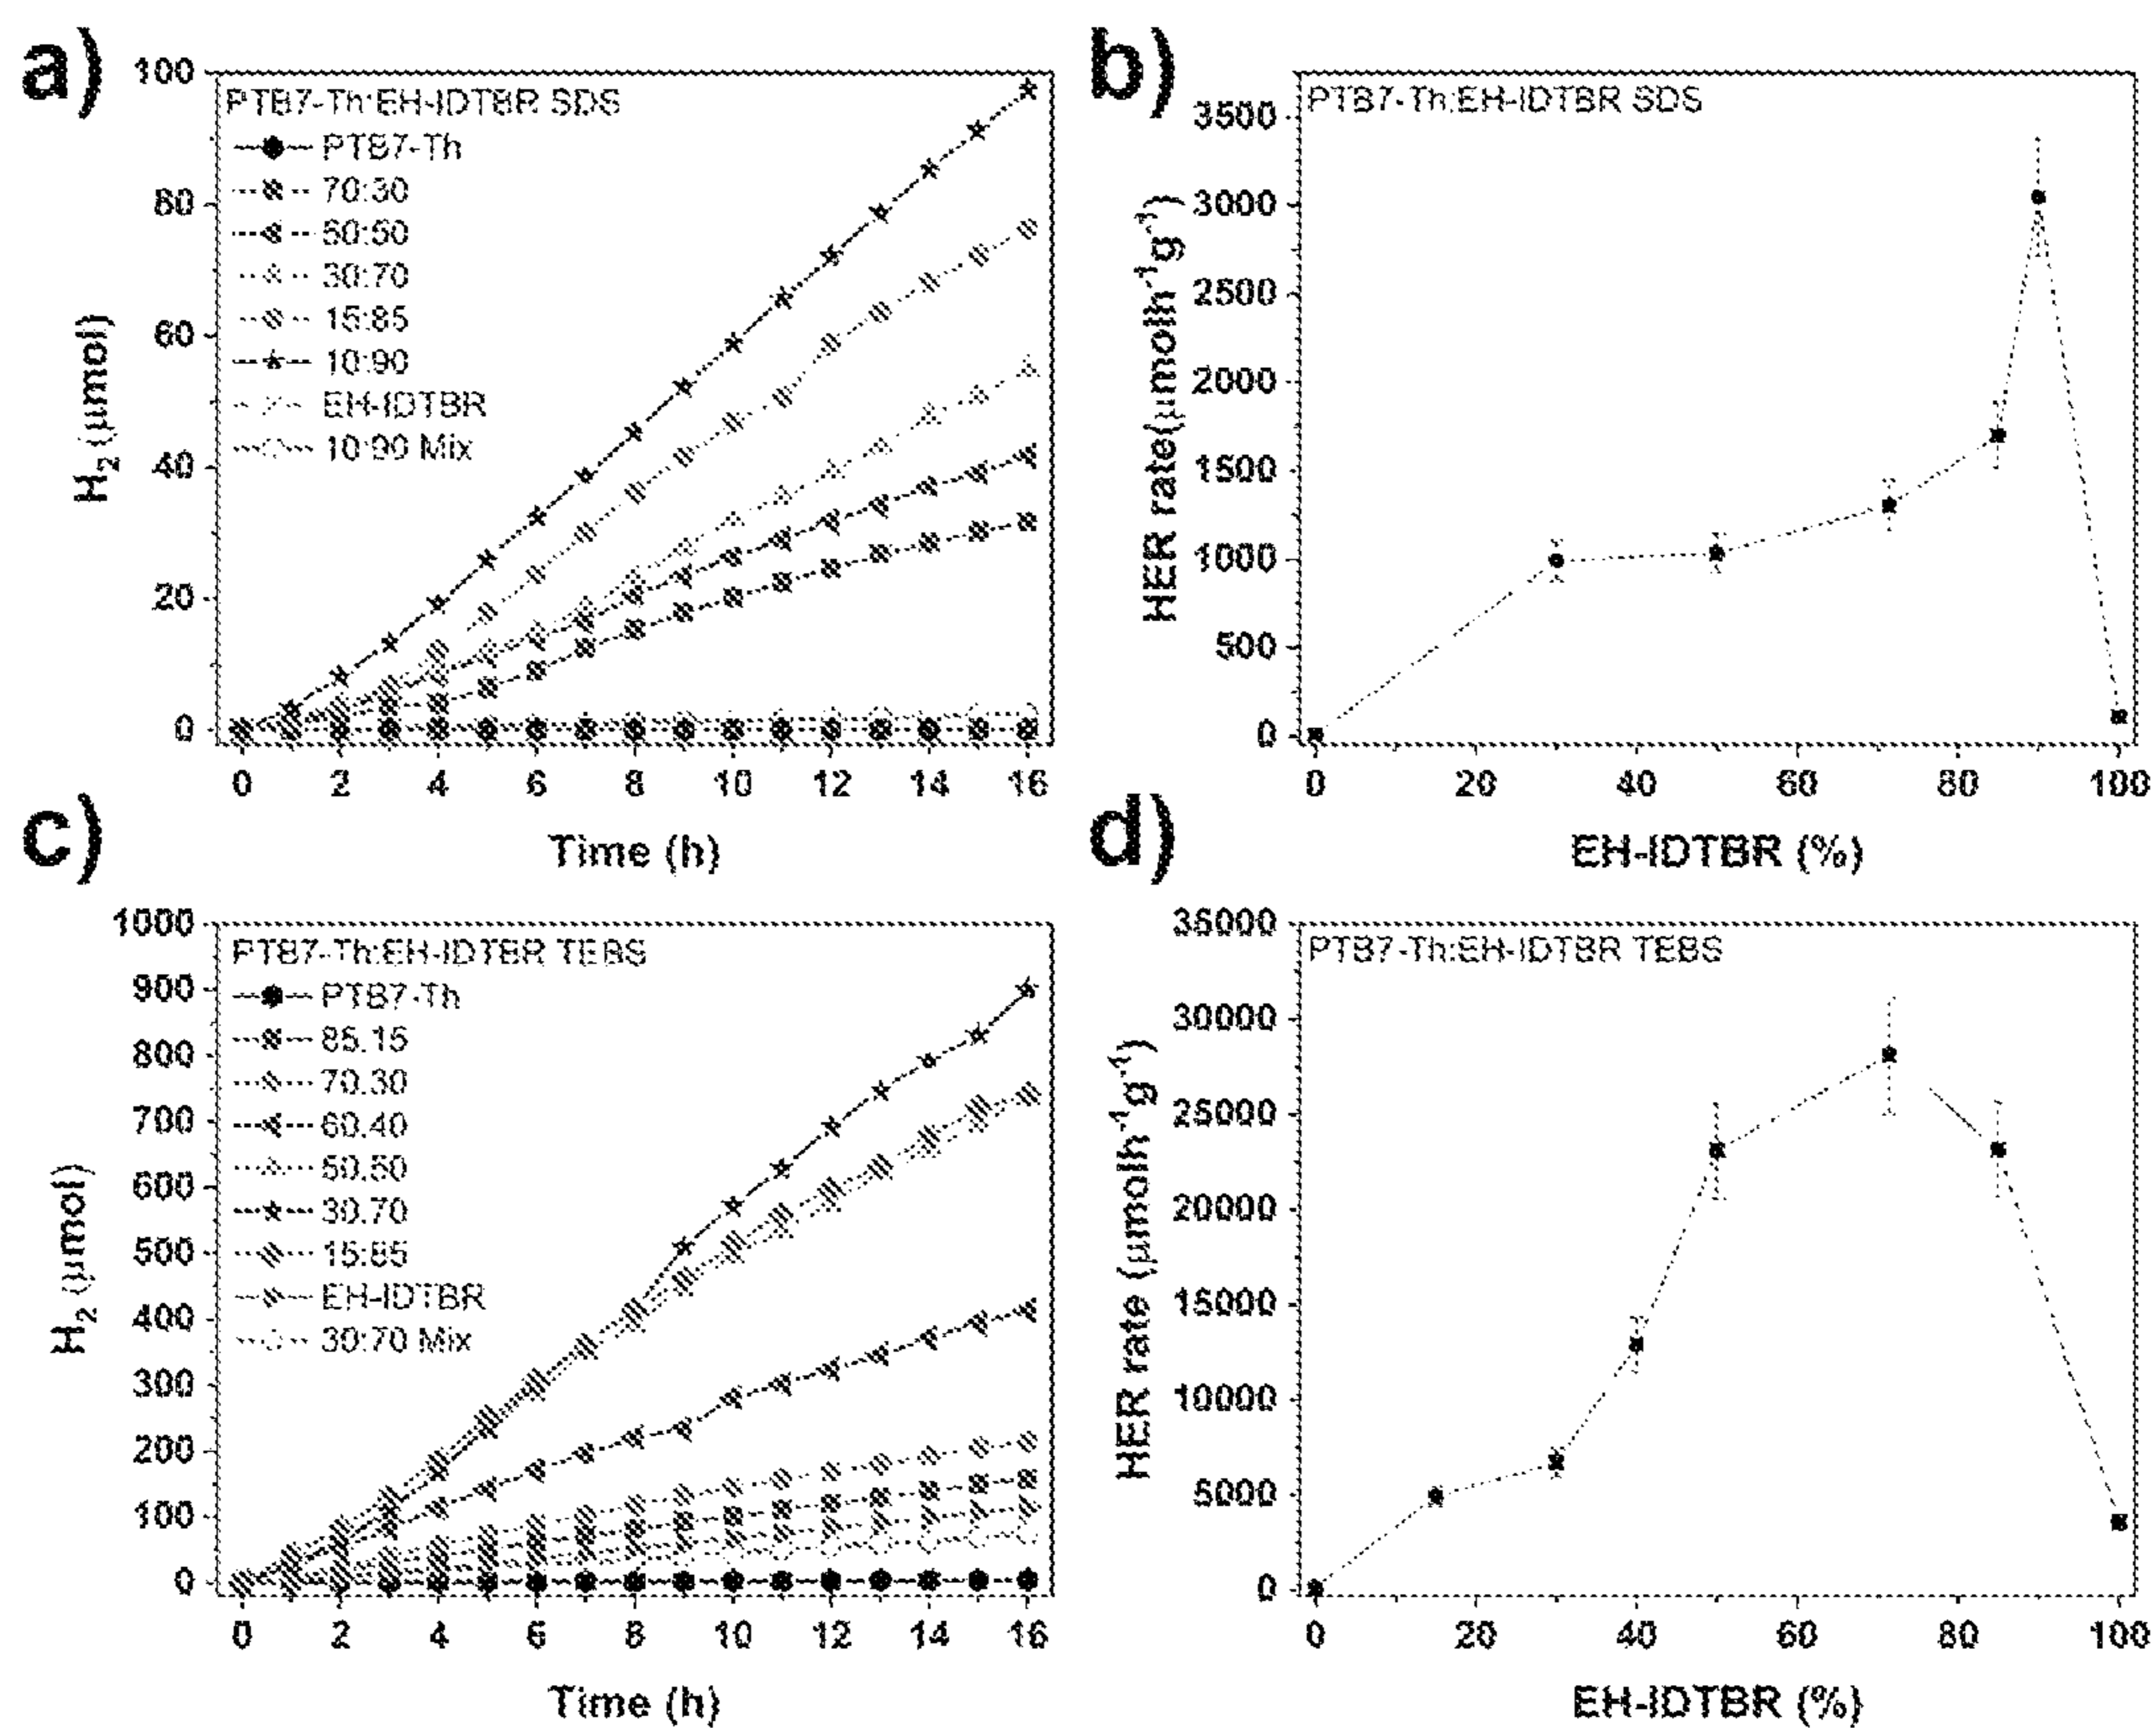 a)
100
80
60
40
20
0
H2 (μmol)
PTB7-Th:EH-IDTBR SDS
PTB7-Th
70:30
50:50
30:70
15:85
10:90
EH-IDTBR
10:90 Mix
0 2 4 6 8 10 12 14 16
Time (h)
b)
3500
3000
2500
2000
1500
1000
500
0
HER rate(μmolh-1g-1)
PTB7-Th:EH-IDTBR SDS
0 20 40 60 80 100
EH-IDTBR (%)
c)
1000
900
800
700
600
500
400
300
200
100
0
H2 (μmol)
PTB7-Th:EH-IDTBR TEBS
PTB7-Th
85.15
70.30
60.40
50.50
30.70
15:85
EH-IDTBR
30:70 Mix
0 2 4 6 8 10 12 14 16
Time (h)
d)
35000
30000
25000
20000
15000
10000
5000
0
HER rate (μmolh-1g-1)
PTB7-Th:EH-IDTBR TEBS
0 20 40 60 80 100
EH-IDTBR (%)